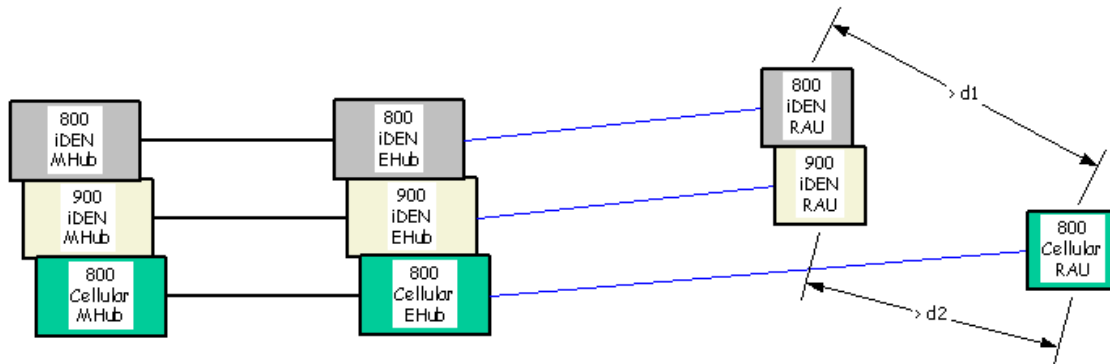 800
iDEN
MHub
800
iDEN
EHub
800
iDEN
RAU
> d1
900
iDEN
MHub
900
iDEN
EHub
900
iDEN
RAU
800
Cellular
MHub
800
Cellular
EHub
800
Cellular
RAU
> d2